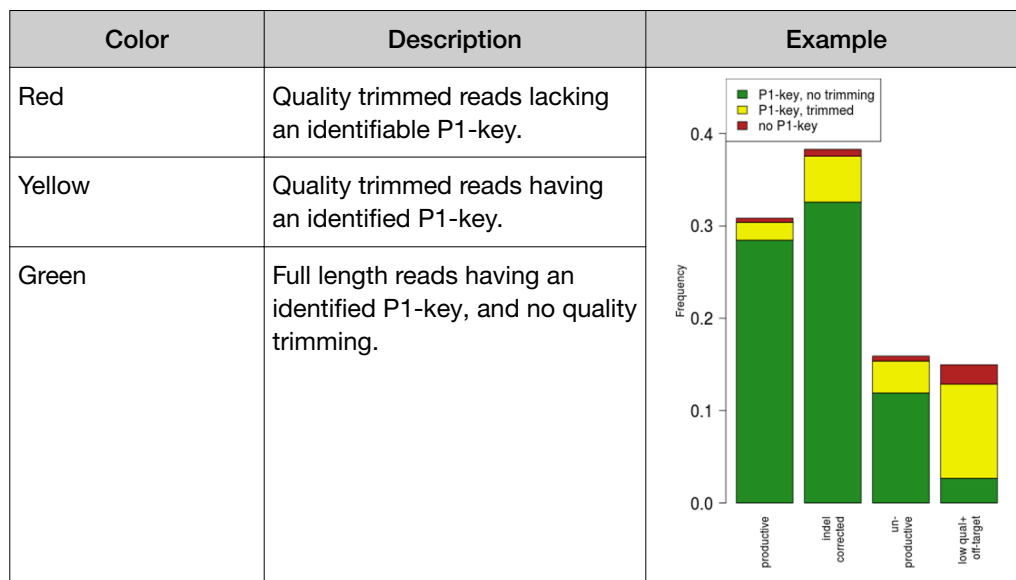 Color
Description
Example
Red
Quality trimmed reads lacking
an identifiable P1-key.
Yellow
Quality trimmed reads having
an identified P1-key.
Green
Full length reads having an
identified P1-key, and no quality
trimming.
P1-key, no trimming
P1-key, trimmed
no P1-key
Frequency
0.4
0.3
0.2
0.1
0.0
productive
indel
corrected
un-
productive
low qual+
off-target